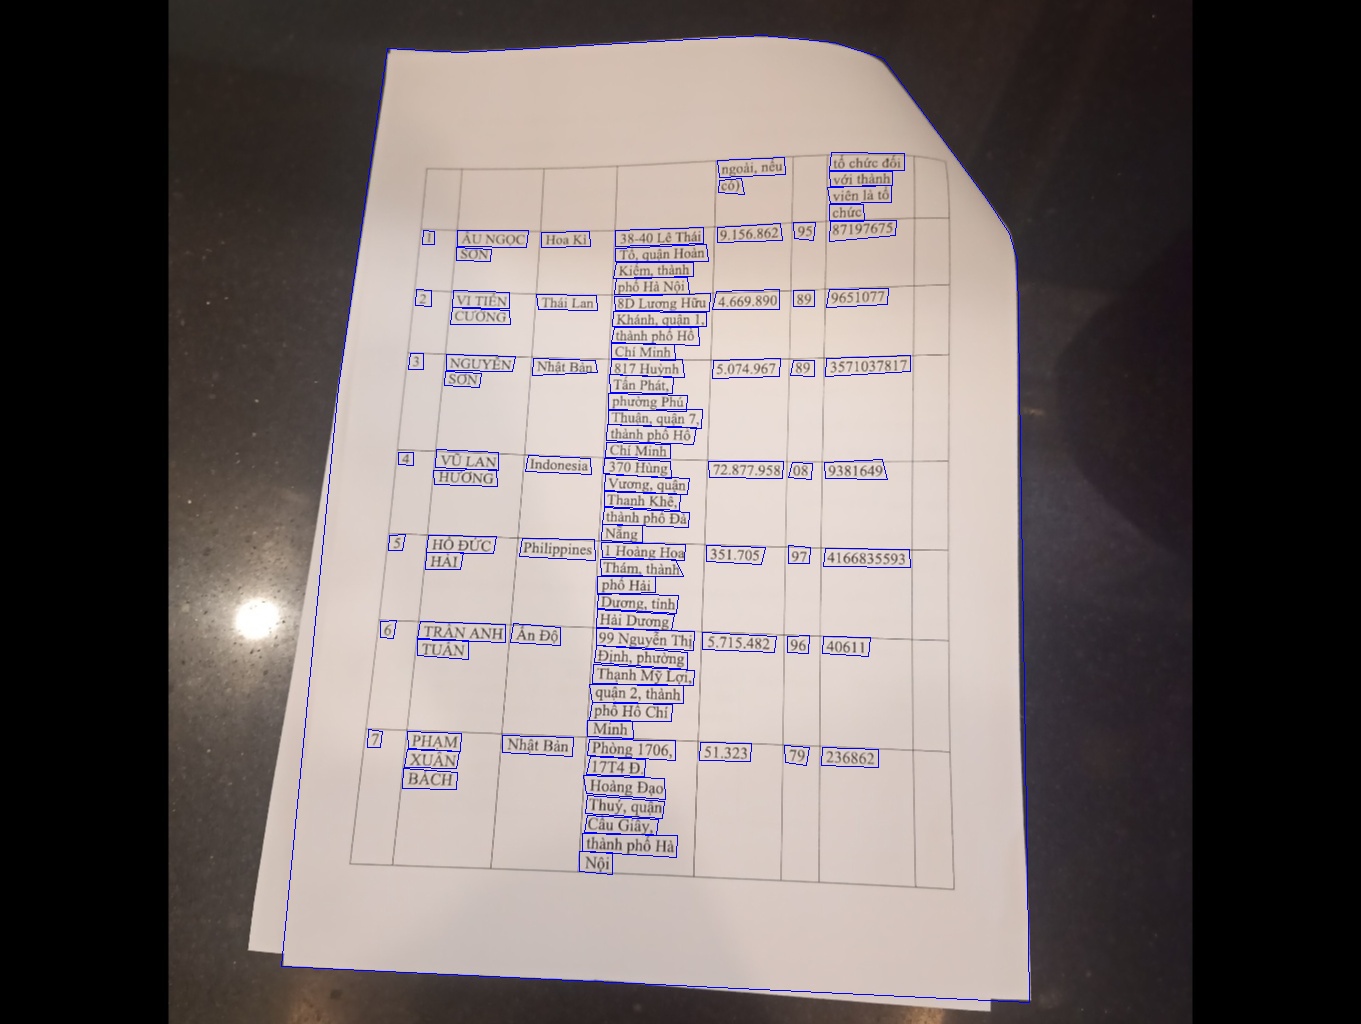 ngoài, nếu
có)
tổ chức đối
với thành
viên là tổ
chức
1
ÂU NGỌC
SƠN
Hoa Kì
38-40 Lê Thái
Tổ, quận Hoàn
Kiếm, thành
phố Hà Nội
9.156.862
95
87197675
2
VI TIẾN
CƯỜNG
Thái Lan
8D Lương Hữu
Khánh, quận 1,
thành phố Hồ
Chí Minh
4.669.890
89
9651077
3
NGUYỄN
SƠN
Nhật Bản
817 Huỳnh
Tấn Phát,
phường Phú
Thuận, quận 7,
thành phố Hồ
Chí Minh
5.074.967
89
3571037817
4
VŨ LAN
HƯƠNG
Indonesia
370 Hùng
Vương, quận
Thanh Khê,
thành phố Đà
Nẵng
72.877.958
08
9381649
5
HỒ ĐỨC
HẢI
Philippines
1 Hoàng Hoa
Thám, thành
phố Hải
Dương, tỉnh
Hải Dương
351.705
97
4166835593
6
TRẦN ANH
TUẤN
Ấn Độ
99 Nguyễn Thị
Định, phường
Thạnh Mỹ Lợi,
quận 2, thành
phố Hồ Chí
Minh
5.715.482
96
40611
7
PHẠM
XUÂN
BÁCH
Nhật Bản
Phòng 1706,
17T4 Đ.
Hoàng Đạo
Thuý, quận
Cầu Giấy,
thành phố Hà
Nội
51.323
79
236862